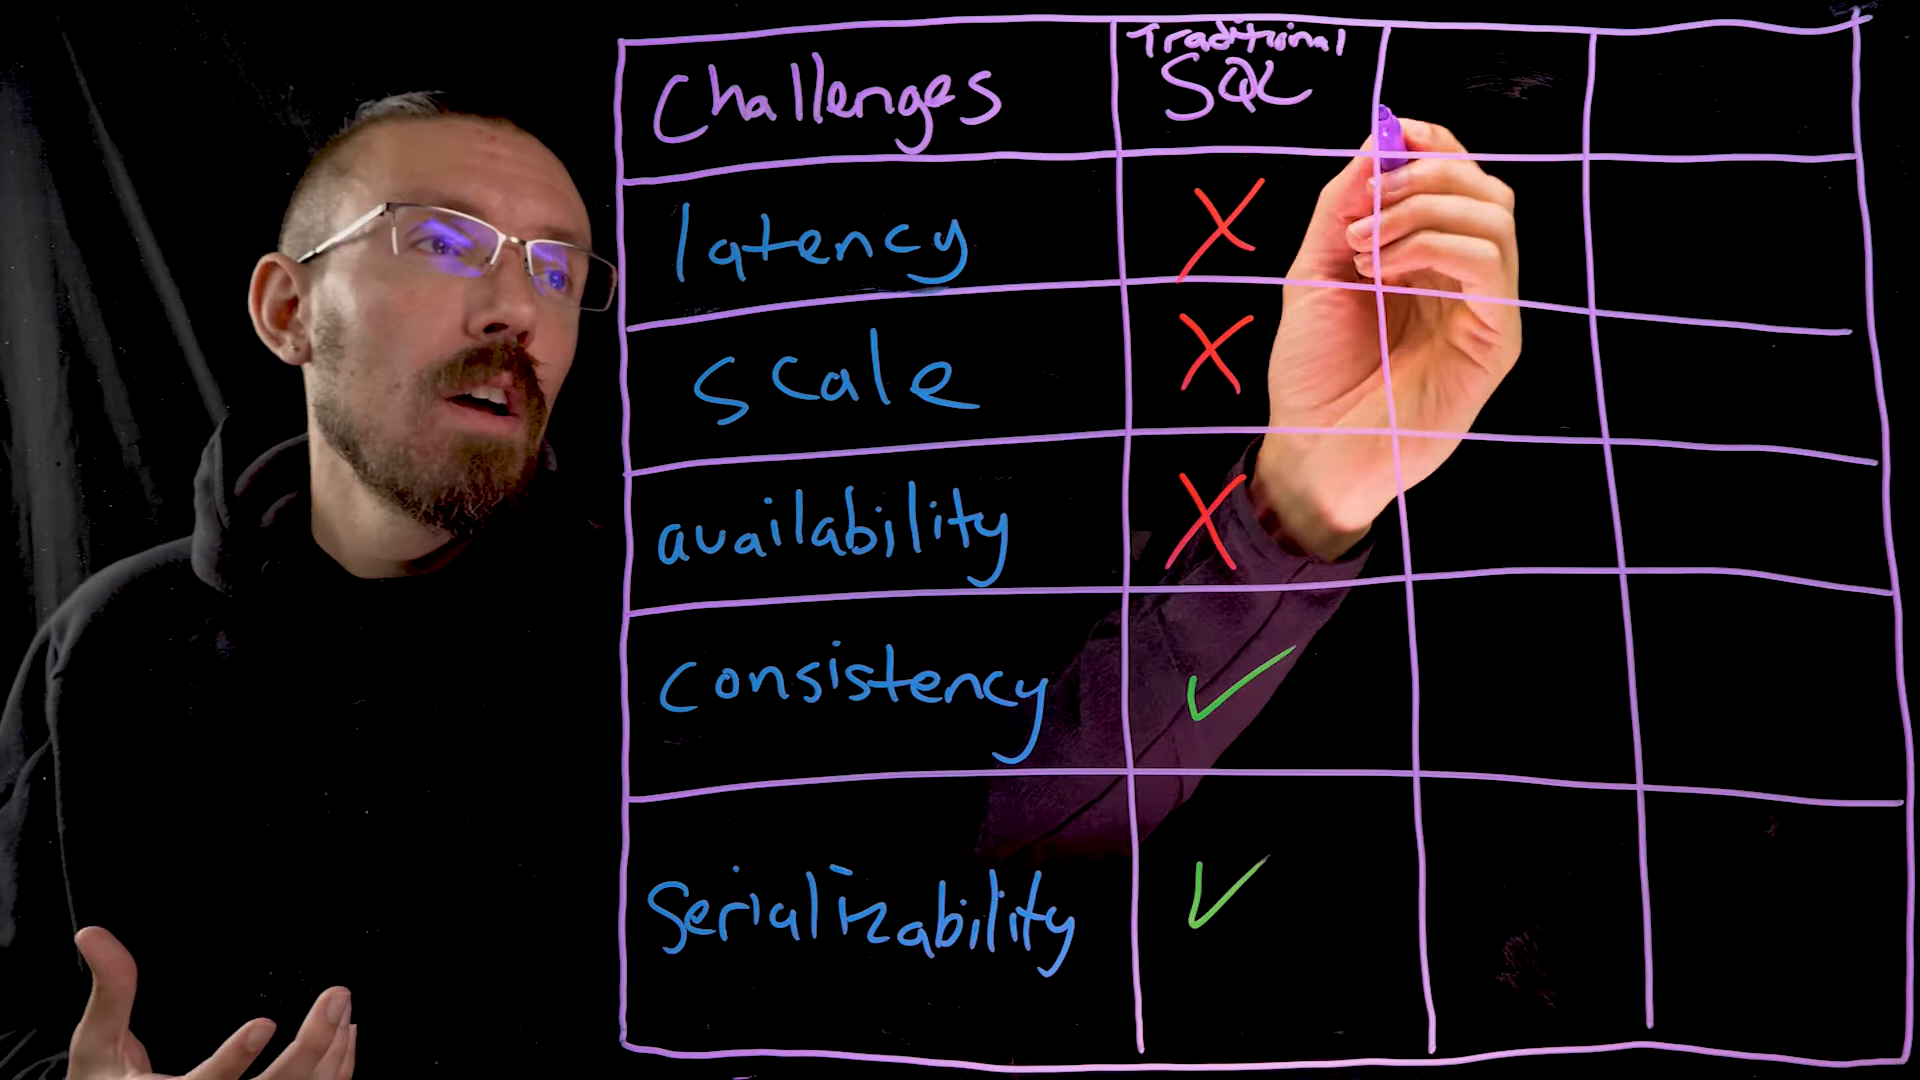 Challenges
Traditional
SQL
latency
X
scale
X
availability
X
Consistency
✓
Serializability
✓